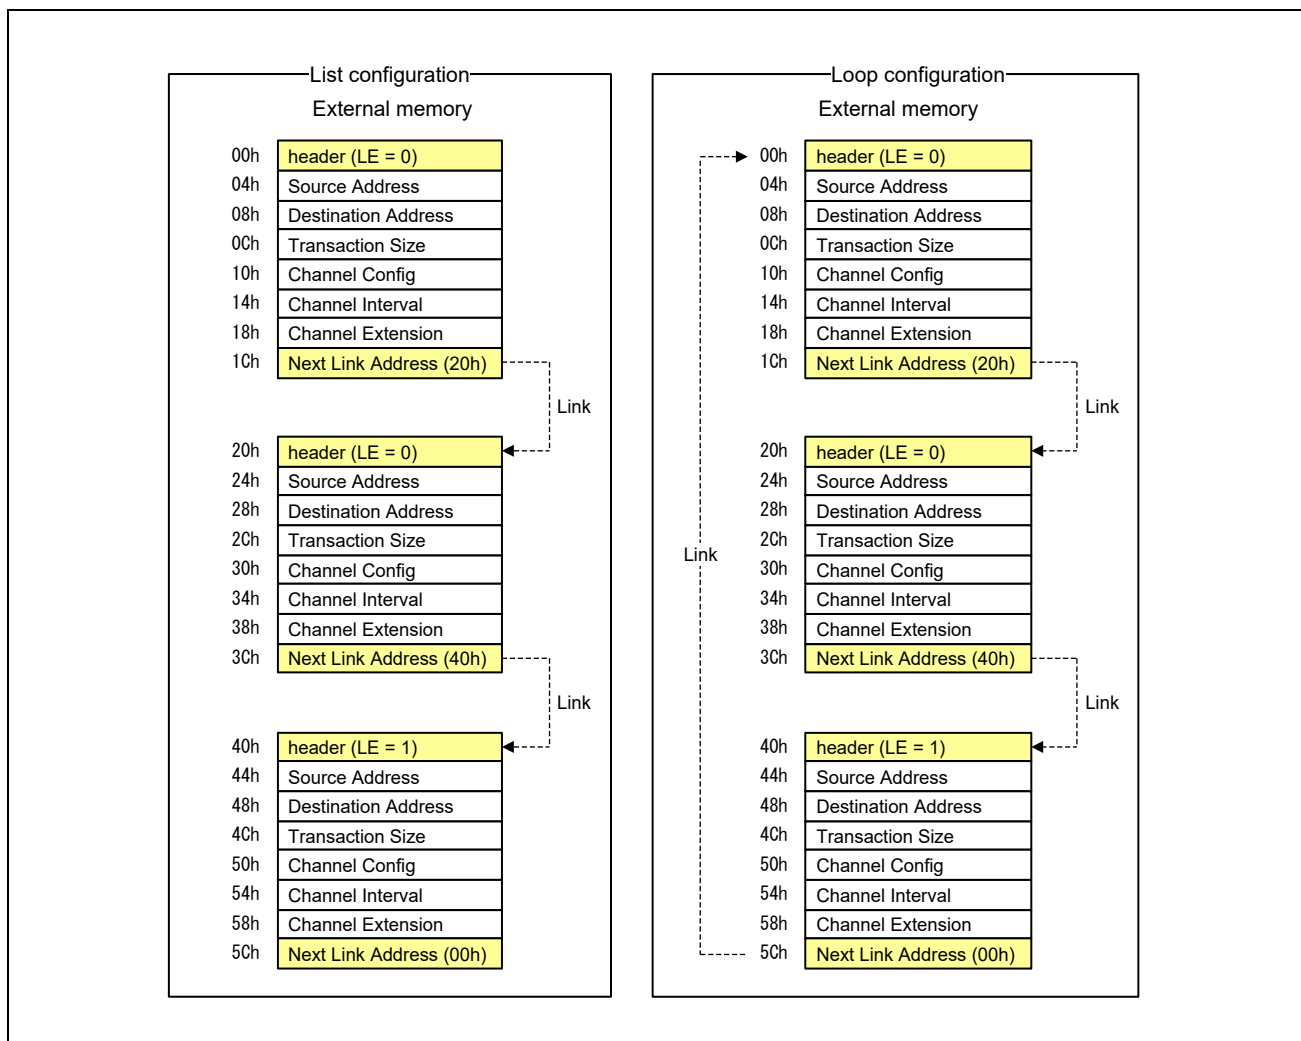 List configuration
External memory
00h header (LE = 0)
04h Source Address
08h Destination Address
0Ch Transaction Size
10h Channel Config
14h Channel Interval
18h Channel Extension
1Ch Next Link Address (20h)
Link
20h header (LE = 0)
24h Source Address
28h Destination Address
2Ch Transaction Size
30h Channel Config
34h Channel Interval
38h Channel Extension
3Ch Next Link Address (40h)
Link
40h header (LE = 1)
44h Source Address
48h Destination Address
4Ch Transaction Size
50h Channel Config
54h Channel Interval
58h Channel Extension
5Ch Next Link Address (00h)
Loop configuration
External memory
00h header (LE = 0)
04h Source Address
08h Destination Address
0Ch Transaction Size
10h Channel Config
14h Channel Interval
18h Channel Extension
1Ch Next Link Address (20h)
Link
20h header (LE = 0)
24h Source Address
28h Destination Address
2Ch Transaction Size
Link
30h Channel Config
34h Channel Interval
38h Channel Extension
3Ch Next Link Address (40h)
Link
40h header (LE = 1)
44h Source Address
48h Destination Address
4Ch Transaction Size
50h Channel Config
54h Channel Interval
58h Channel Extension
5Ch Next Link Address (00h)